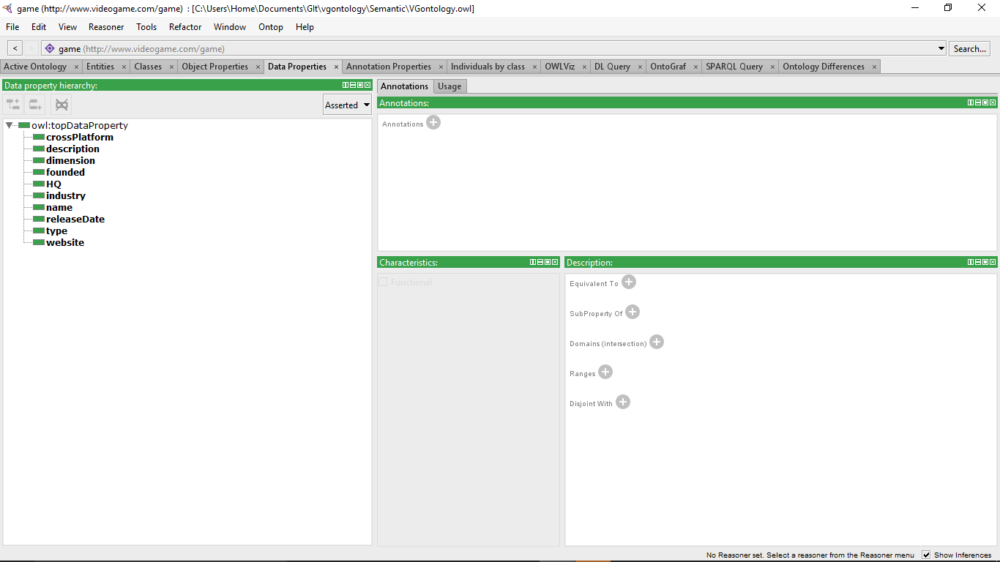 game (http://www.videogame.com/game) : [C:\Users\Home\Documents\GIt\vgontology\Semantic\VGontology.owl]
File Edit View Reasoner Tools Refactor Window Ontop Help
< > game (http://www.videogame.com/game) Search...
Active Ontology × Entities × Classes × Object Properties × Data Properties × Annotation Properties × Individuals by class × OWLViz × DL Query × OntoGraf × SPARQL Query × Ontology Differences ×
Data property hierarchy:
Asserted
owl:topDataProperty
crossPlatform
description
dimension
founded
HQ
industry
name
releaseDate
type
website
Annotations Usage
Annotations:
Annotations
Characteristics:
Functional
Description:
Equivalent To
SubProperty Of
Domains (intersection)
Ranges
Disjoint With
No Reasoner set. Select a reasoner from the Reasoner menu Show Inferences